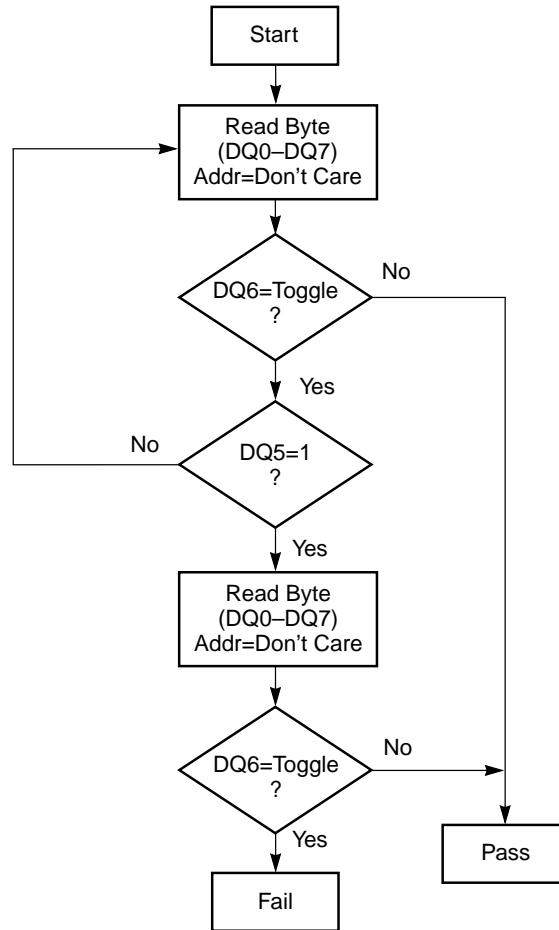 Start
Read Byte
(DQ0–DQ7)
Addr=Don't Care
DQ6=Toggle
?
No
Yes
No
DQ5=1
?
Yes
Read Byte
(DQ0–DQ7)
Addr=Don't Care
DQ6=Toggle
?
No
Yes
Pass
Fail